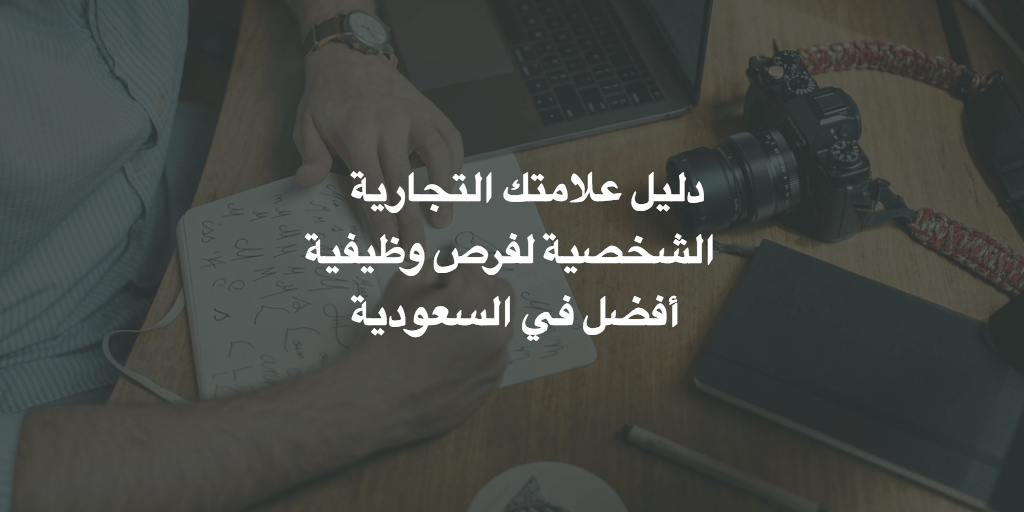 دليل علامتك التجارية
الشخصية لفرص وظيفية
أفضل في السعودية